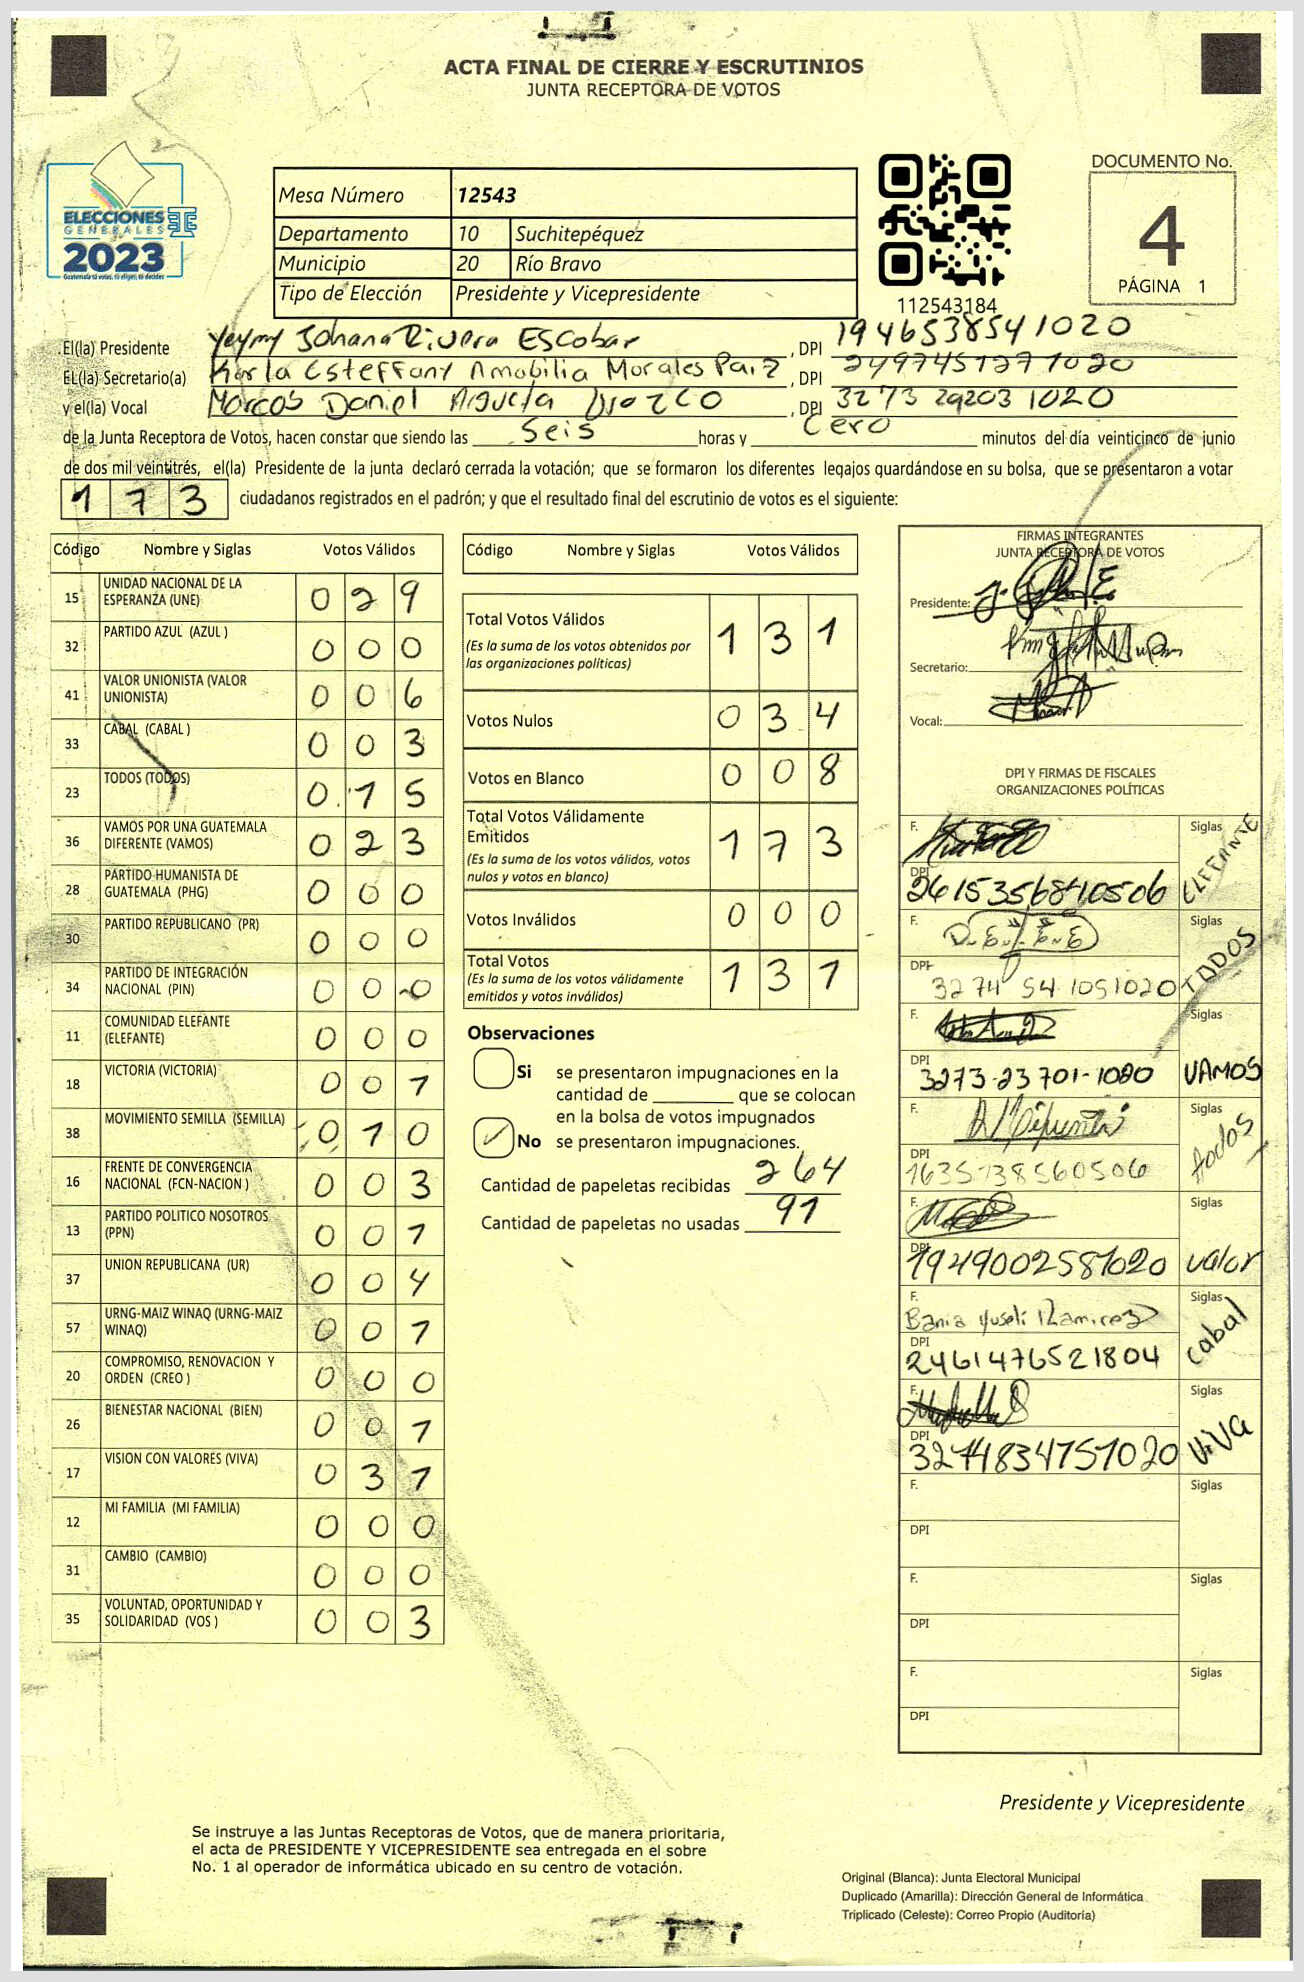 ACTA FINAL DE CIERRE Y ESCRUTINIOS
JUNTA RECEPTORA DE VOTOS
ELECCIONES
GENERALES
2023
Guatemala tú votas, tú eliges, tú decides
Mesa Número 12543
Departamento 10 Suchitepéquez
Municipio 20 Río Bravo
Tipo de Elección Presidente y Vicepresidente
112543184
DOCUMENTO No.
4
PÁGINA 1
El(la) Presidente Yeymy Johana Rivera Escobar, DPI 1946538541020
EL(la) Secretario(a) Karla Esteffany Amabilia Morales Paiz, DPI 2497451271020
y el(la) Vocal Marcos Daniel Argueta Orozco, DPI 3273 29203 1020
de la Junta Receptora de Votos, hacen constar que siendo las Seis horas y Cero minutos del día veinticinco de junio
de dos mil veintitrés, el(la) Presidente de la junta declaró cerrada la votación; que se formaron los diferentes legajos guardándose en su bolsa, que se presentaron a votar
173 ciudadanos registrados en el padrón; y que el resultado final del escrutinio de votos es el siguiente:
Código Nombre y Siglas Votos Válidos
15 UNIDAD NACIONAL DE LA ESPERANZA (UNE) 0 2 9
32 PARTIDO AZUL (AZUL ) 0 0 0
41 VALOR UNIONISTA (VALOR UNIONISTA) 0 0 6
33 CABAL (CABAL ) 0 0 3
23 TODOS (TODOS) 0 1 5
36 VAMOS POR UNA GUATEMALA DIFERENTE (VAMOS) 0 2 3
28 PARTIDO HUMANISTA DE GUATEMALA (PHG) 0 0 0
30 PARTIDO REPUBLICANO (PR) 0 0 0
34 PARTIDO DE INTEGRACIÓN NACIONAL (PIN) 0 0 0
11 COMUNIDAD ELEFANTE (ELEFANTE) 0 0 0
18 VICTORIA (VICTORIA) 0 0 1
38 MOVIMIENTO SEMILLA (SEMILLA) 0 1 0
16 FRENTE DE CONVERGENCIA NACIONAL (FCN-NACION ) 0 0 3
13 PARTIDO POLITICO NOSOTROS (PPN) 0 0 1
37 UNION REPUBLICANA (UR) 0 0 4
57 URNG-MAIZ WINAQ (URNG-MAIZ WINAQ) 0 0 1
20 COMPROMISO, RENOVACION Y ORDEN (CREO ) 0 0 0
26 BIENESTAR NACIONAL (BIEN) 0 0 1
17 VISION CON VALORES (VIVA) 0 3 1
12 MI FAMILIA (MI FAMILIA) 0 0 0
31 CAMBIO (CAMBIO) 0 0 0
35 VOLUNTAD, OPORTUNIDAD Y SOLIDARIDAD (VOS ) 0 0 3
Código Nombre y Siglas Votos Válidos
Total Votos Válidos 1 3 1
(Es la suma de los votos obtenidos por
las organizaciones políticas)
Votos Nulos 0 3 4
Votos en Blanco 0 0 8
Total Votos Válidamente
Emitidos 1 7 3
(Es la suma de los votos válidos, votos
nulos y votos en blanco)
Votos Inválidos 0 0 0
Total Votos 1 3 1
(Es la suma de los votos válidamente
emitidos y votos inválidos)
Observaciones
Si se presentaron impugnaciones en la
cantidad de ________ que se colocan
en la bolsa de votos impugnados
No se presentaron impugnaciones.
Cantidad de papeletas recibidas 264
Cantidad de papeletas no usadas 91
FIRMAS INTEGRANTES
JUNTA RECEPTORA DE VOTOS
Presidente:
Secretario:
Vocal:
DPI Y FIRMAS DE FISCALES
ORGANIZACIONES POLÍTICAS
F. Siglas ELEFANTE
DPI 2615356840506
F. Siglas TODOS
DPI 3274 54 1051020
F. Siglas VAMOS
DPI 3273-23701-1020
F. Siglas todos
DPI 1635738560506
F. Siglas valor
DPI 1949002581020
F. Bania Yuseli Ramirez Siglas cabal
DPI 2461476521804
F. Siglas ViVa
DPI 3274834751020
F. Siglas
DPI
F. Siglas
DPI
F. Siglas
DPI
Presidente y Vicepresidente
Se instruye a las Juntas Receptoras de Votos, que de manera prioritaria,
el acta de PRESIDENTE Y VICEPRESIDENTE sea entregada en el sobre
No. 1 al operador de informática ubicado en su centro de votación.
Original (Blanca): Junta Electoral Municipal
Duplicado (Amarilla): Dirección General de Informática
Triplicado (Celeste): Correo Propio (Auditoría)